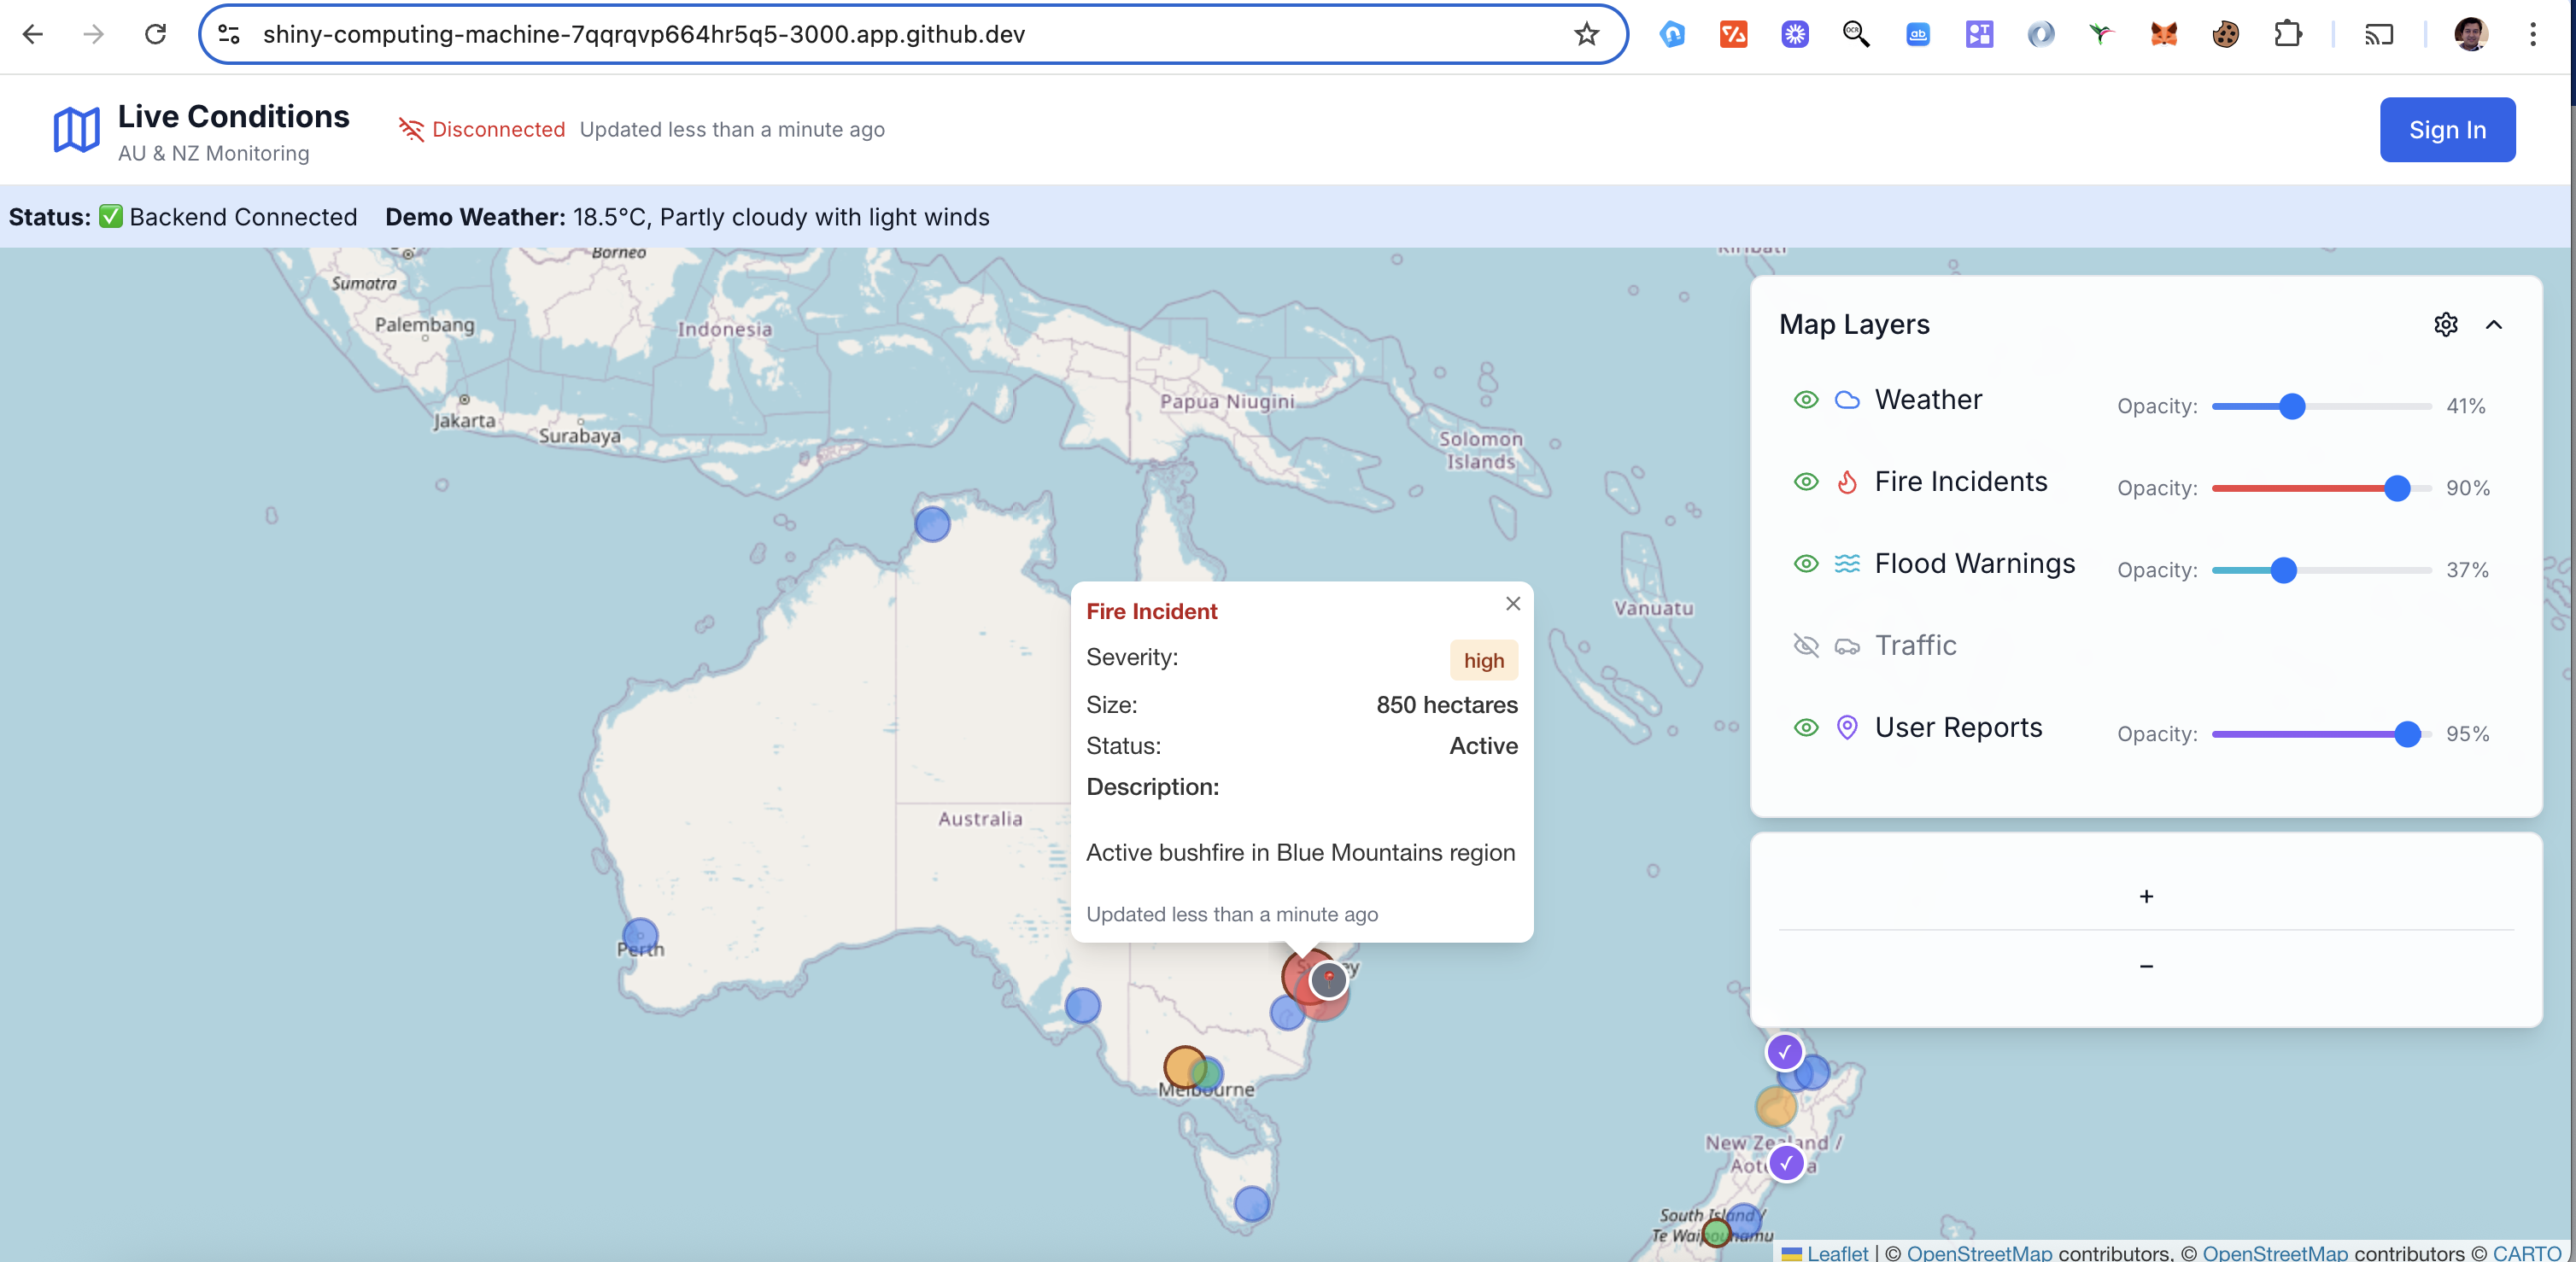 shiny-computing-machine-7qqrqvp664hr5q5-3000.app.github.dev
OCR
ab
Live Conditions
AU & NZ Monitoring
Disconnected
Updated less than a minute ago
Sign In
Status: ✅ Backend Connected
Demo Weather: 18.5°C, Partly cloudy with light winds
Borneo
Kiribati
Sumatra
Palembang
Indonesia
Jakarta
Surabaya
Papua Niugini
Solomon
Islands
Vanuatu
Map Layers
Weather
Opacity:
41%
Fire Incidents
Opacity:
90%
Flood Warnings
Opacity:
37%
Traffic
User Reports
Opacity:
95%
+
−
Fire Incident
Severity:
high
Size:
850 hectares
Status:
Active
Description:
Active bushfire in Blue Mountains region
Updated less than a minute ago
Australia
Perth
Melbourne
New Zealand /
South Island /
Leaflet | © OpenStreetMap contributors, © OpenStreetMap contributors © CARTO